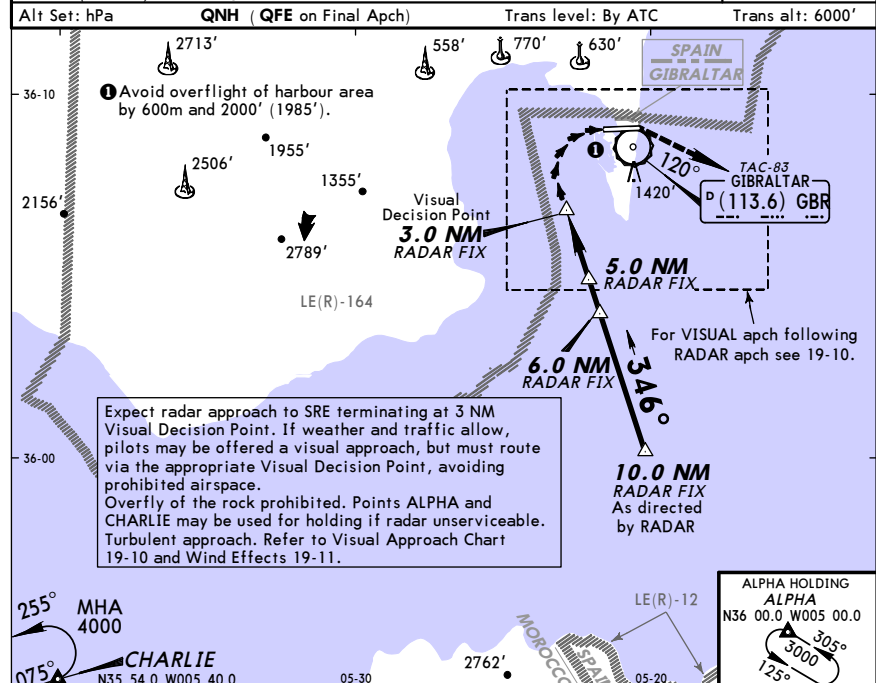 Alt Set: hPa QNH (QFE on Final Apch) Trans level: By ATC Trans alt: 6000'
2713'
558'
770'
630'
SPAIN
GIBRALTAR
36-10
1 Avoid overflight of harbour area
by 600m and 2000' (1985').
1955'
1
120°
TAC-83
GIBRALTAR
D (113.6) GBR
2506'
1355'
1420'
2156'
Visual
Decision Point
3.0 NM
RADAR FIX
2789'
5.0 NM
RADAR FIX
LE(R)-164
For VISUAL apch following
RADAR apch see 19-10.
6.0 NM
RADAR FIX
346°
Expect radar approach to SRE terminating at 3 NM
Visual Decision Point. If weather and traffic allow,
pilots may be offered a visual approach, but must route
via the appropriate Visual Decision Point, avoiding
prohibited airspace.
Overfly of the rock prohibited. Points ALPHA and
CHARLIE may be used for holding if radar unserviceable.
Turbulent approach. Refer to Visual Approach Chart
19-10 and Wind Effects 19-11.
36-00
10.0 NM
RADAR FIX
As directed
by RADAR
255°
MHA
4000
075°
CHARLIE
N35 54.0 W005 40.0
05-30
2762'
MOROCCO
SPAIN
LE(R)-12
05-20
ALPHA HOLDING
ALPHA
N36 00.0 W005 00.0
305°
3000
125°